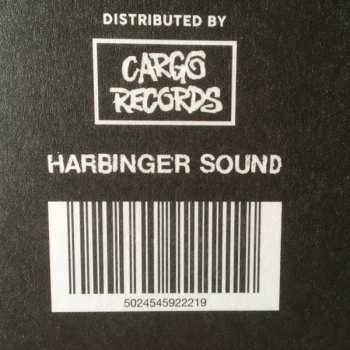 DISTRIBUTED BY
CARGO
RECORDS
HARBINGER SOUND
5024545922219